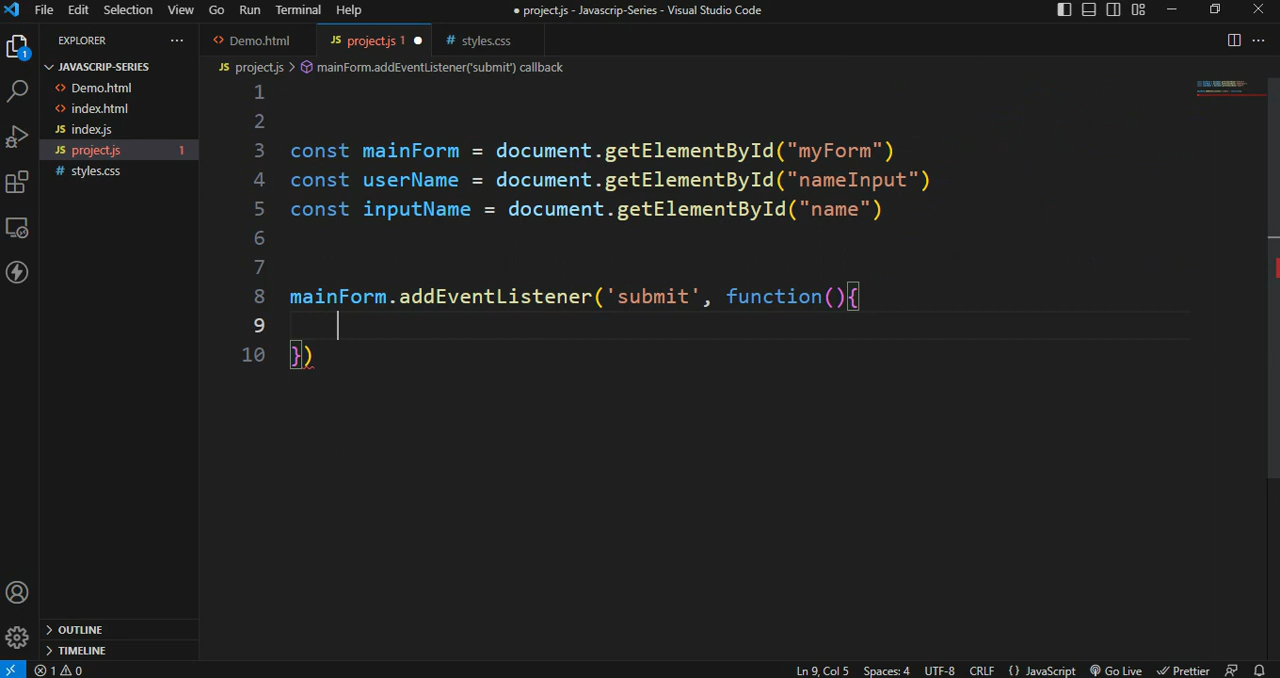 File Edit Selection View Go Run Terminal Help
● project.js - Javascrip-Series - Visual Studio Code
EXPLORER ...
1
JAVASCRIP-SERIES
<> Demo.html
<> index.html
JS index.js
JS project.js 1
# styles.css
OUTLINE
TIMELINE
<> Demo.html JS project.js 1 ● # styles.css
JS project.js > mainForm.addEventListener('submit') callback
1
2
3 const mainForm = document.getElementById("myForm")
4 const userName = document.getElementById("nameInput")
5 const inputName = document.getElementById("name")
6
7
8 mainForm.addEventListener('submit', function(){
9
10 })
1 0 Ln 9, Col 5 Spaces: 4 UTF-8 CRLF {} JavaScript Go Live Prettier